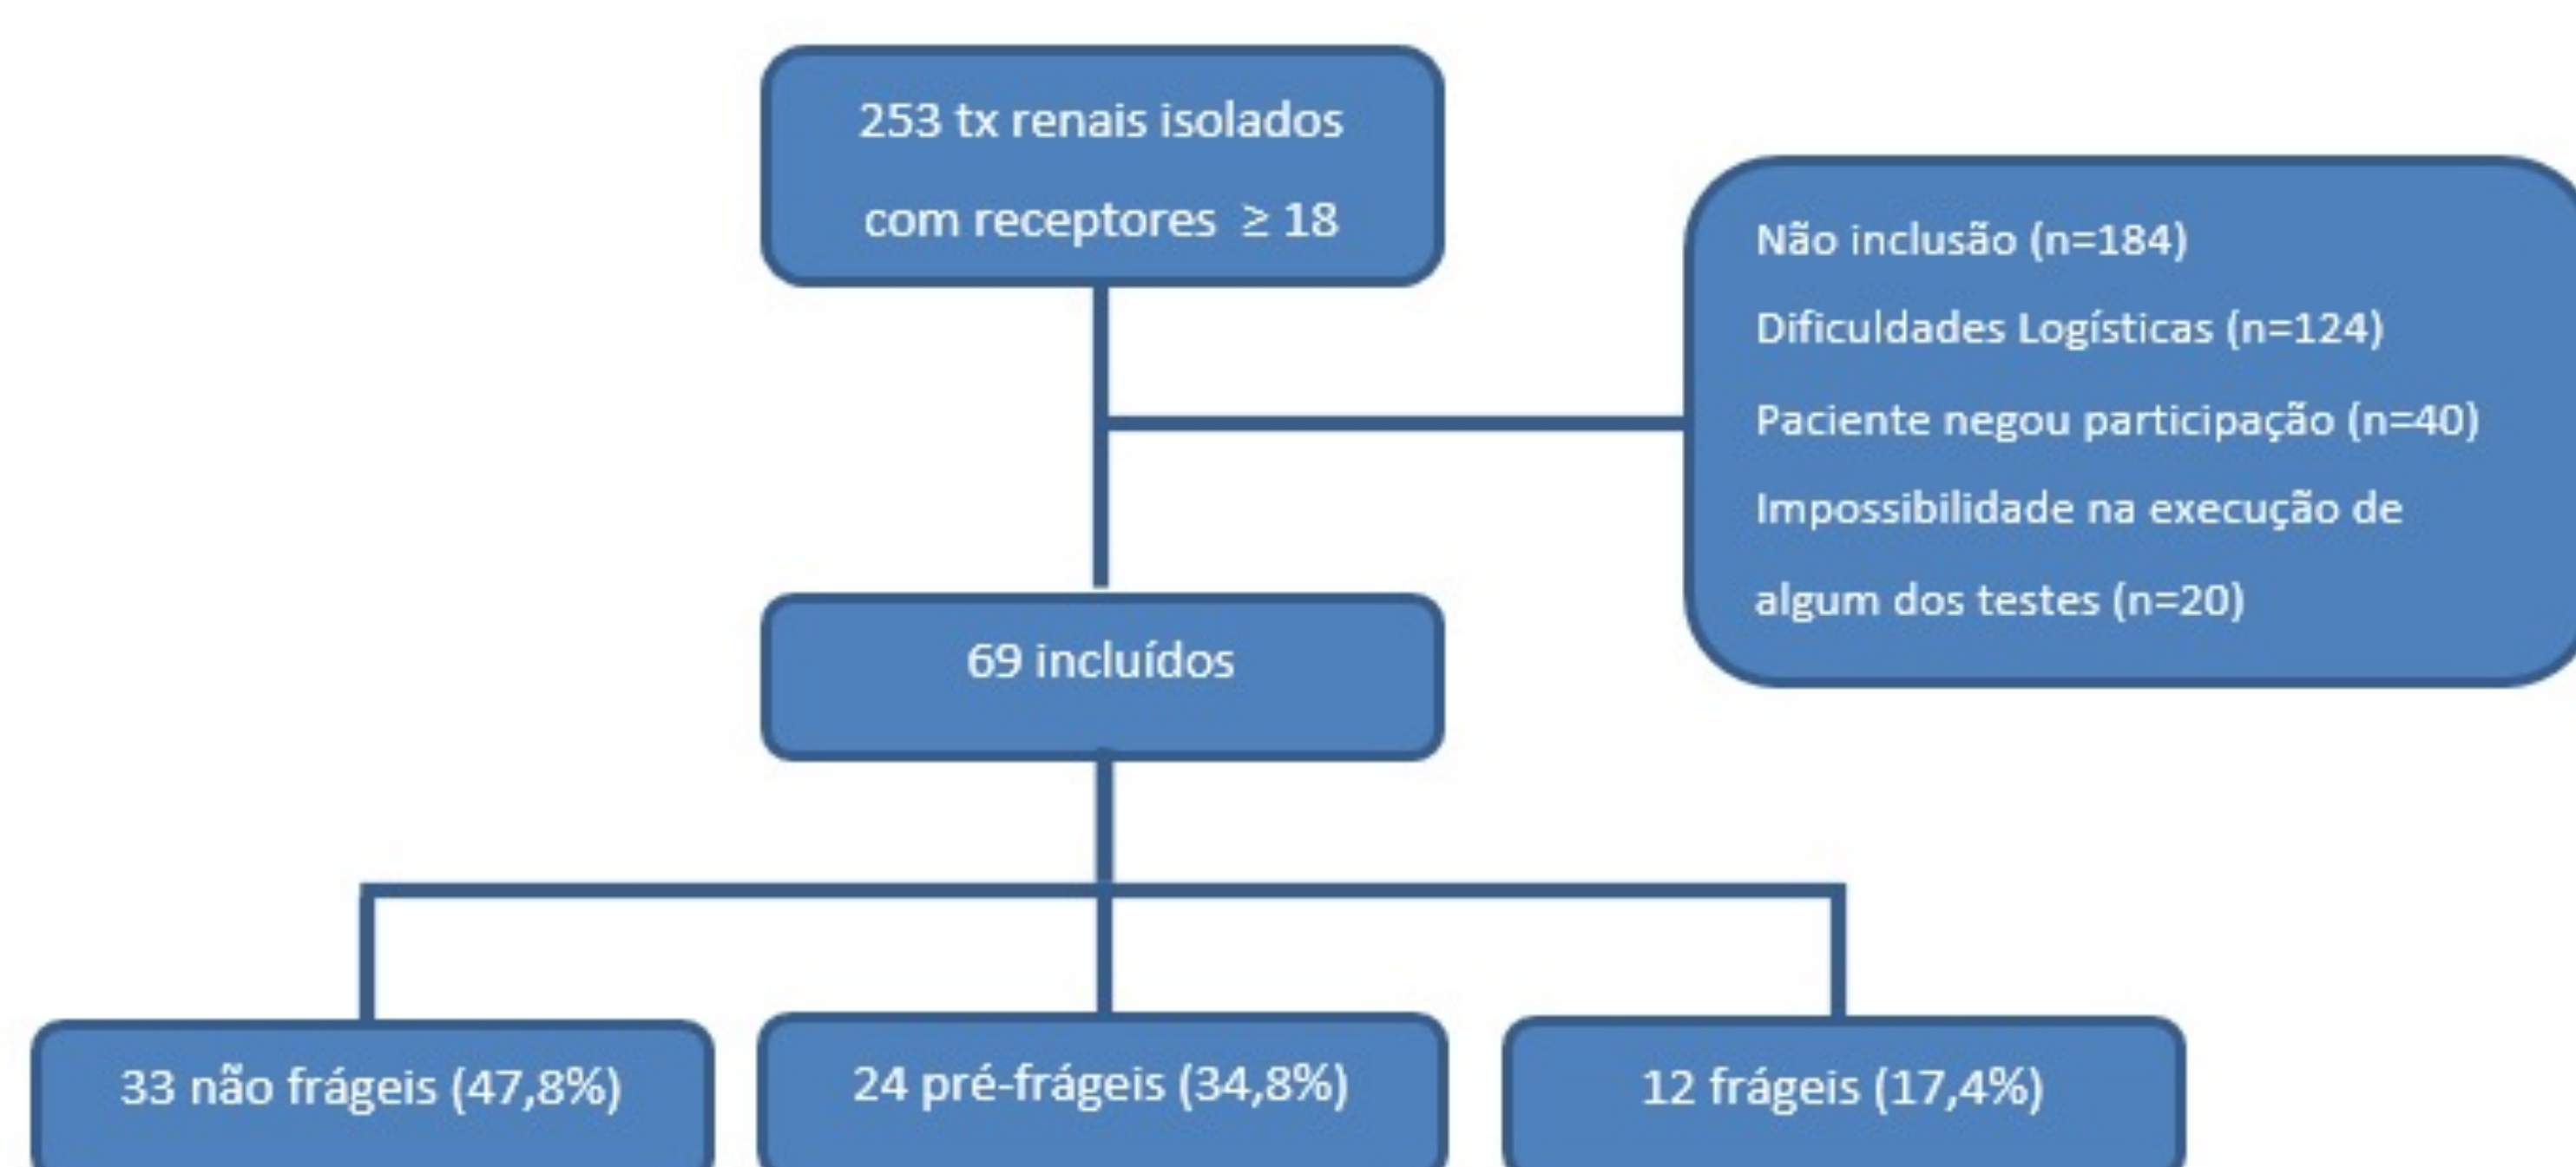 253 tx renais isolados
com receptores ≥ 18
Não inclusão (n=184)
Dificuldades Logísticas (n=124)
Paciente negou participação (n=40)
Impossibilidade na execução de
algum dos testes (n=20)
69 incluídos
33 não frágeis (47,8%)
24 pré-frágeis (34,8%)
12 frágeis (17,4%)